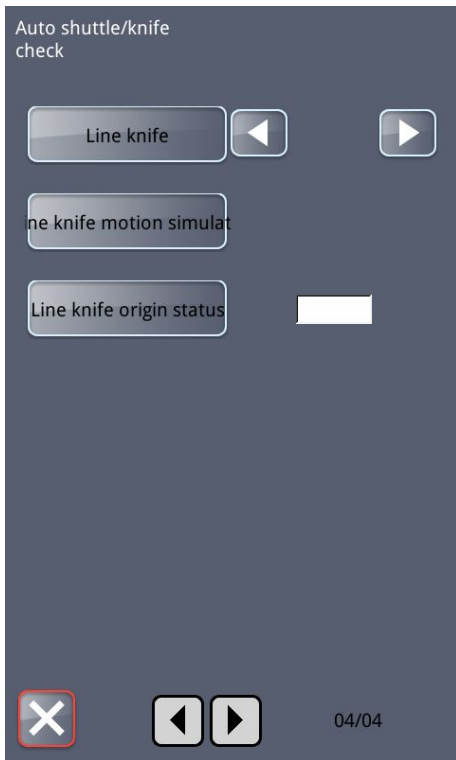 Auto shuttle/knife
check
Line knife
ine knife motion simulat
Line knife origin status
04/04